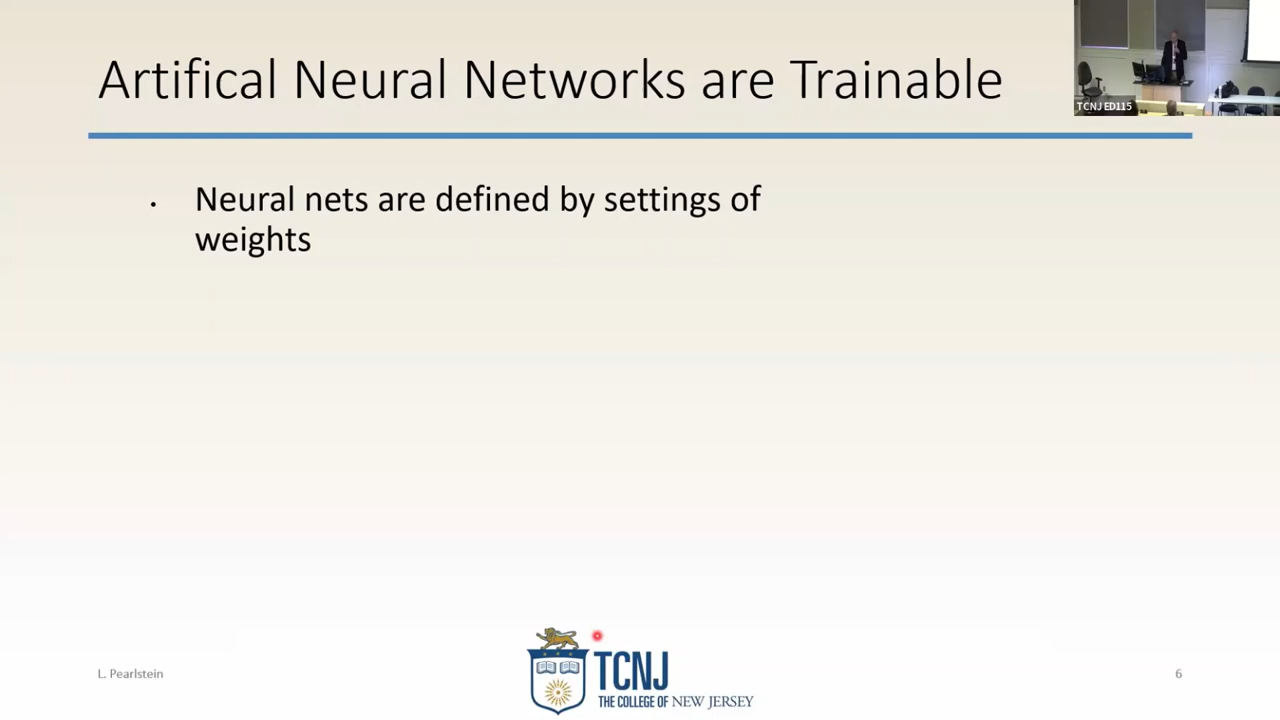 Artifical Neural Networks are Trainable
TCNJ ED115
· Neural nets are defined by settings of
weights
L. Pearlstein
TCNJ
THE COLLEGE OF NEW JERSEY
6